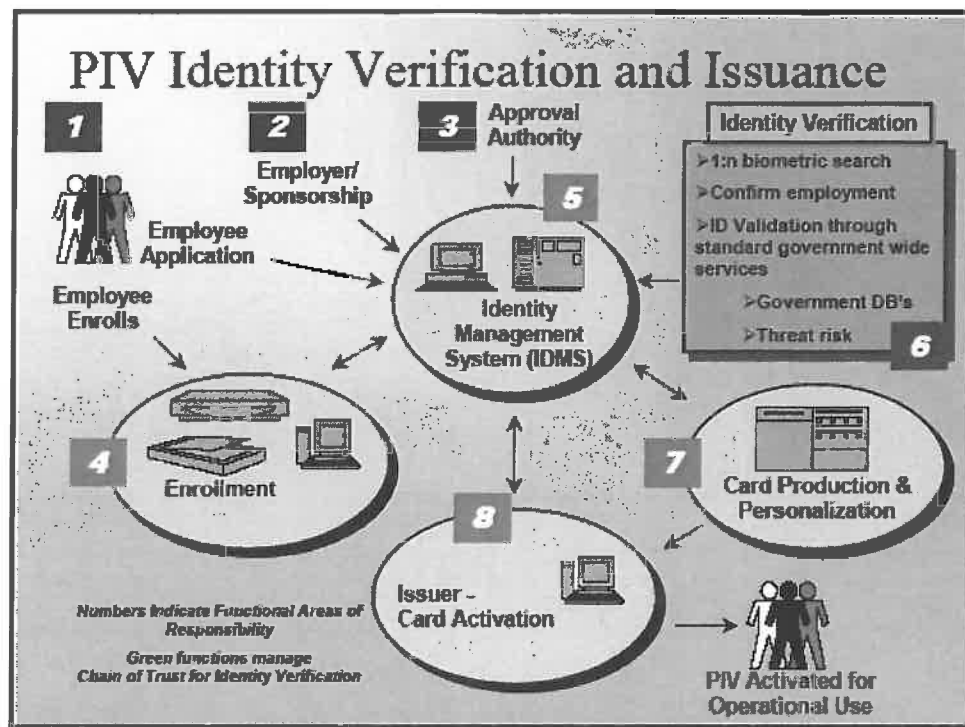 PIV Identity Verification and Issuance
1
2
3
Approval
Authority
Identity Verification
➢1:n biometric search
➢Confirm employment
➢ID Validation through
standard government wide
services
➢Government DB's
➢Threat risk
6
Employer/
Sponsorship
Employee
Application
Employee
Enrolls
5
Identity
Management
System (IDMS)
4
Enrollment
7
Card Production &
Personalization
8
Issuer -
Card Activation
Numbers Indicate Functional Areas of
Responsibility
Green functions manage
Chain of Trust for Identity Verification
PIV Activated for
Operational Use